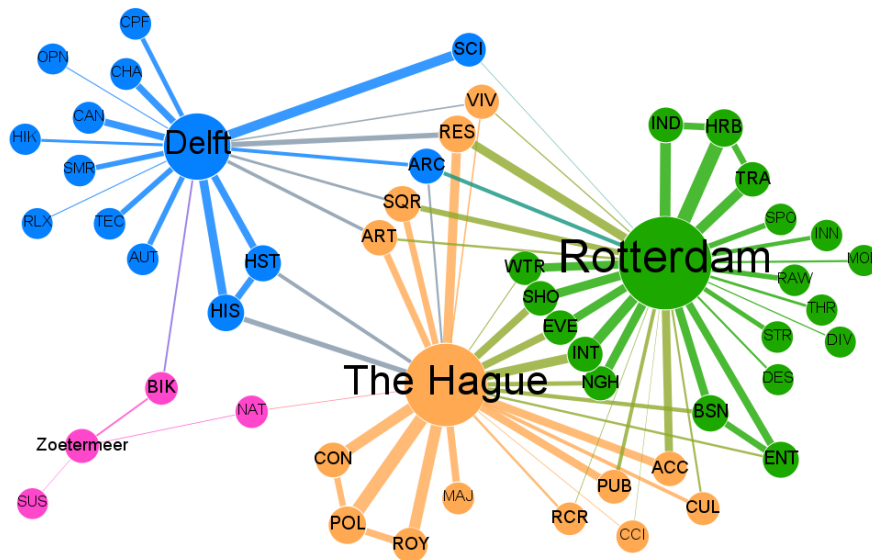 CPF
OPN
SCI
CHA
VIV
CAN
IND
HRB
RES
HIK
Delft
ARC
SMR
TRA
SQR
RLX
TEC
ART
SPO
INN
AUT
HST
WTR
Rotterdam
MON
RAW
SHO
HIS
EVE
THR
STR
DIV
INT
The Hague
NGH
DES
BIK
NAT
BSN
Zoetermeer
CON
ACC
ENT
SUS
POL
MAJ
PUB
CUL
ROY
RCR
CCI